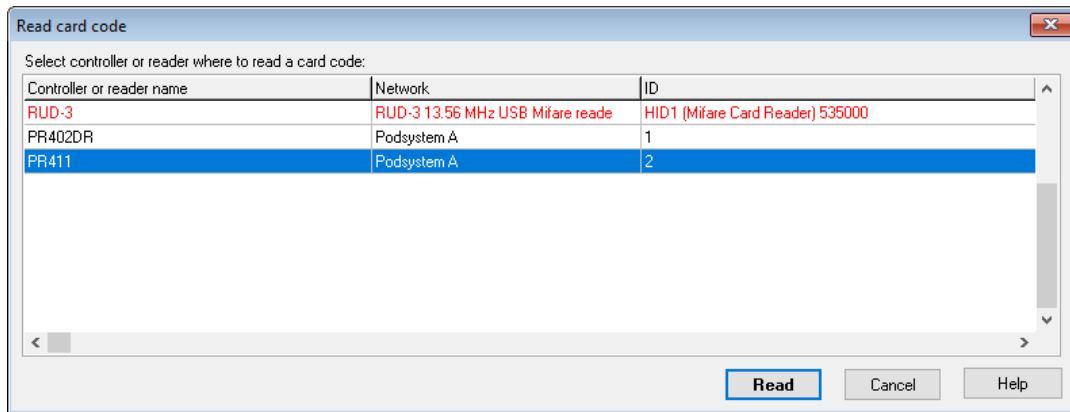 Read card code
Select controller or reader where to read a card code:
Controller or reader name Network ID
RUD-3 RUD-3 13.56 MHz USB Mifare reade HID1 (Mifare Card Reader) 535000
PR402DR Podsystem A 1
PR411 Podsystem A 2
Read Cancel Help